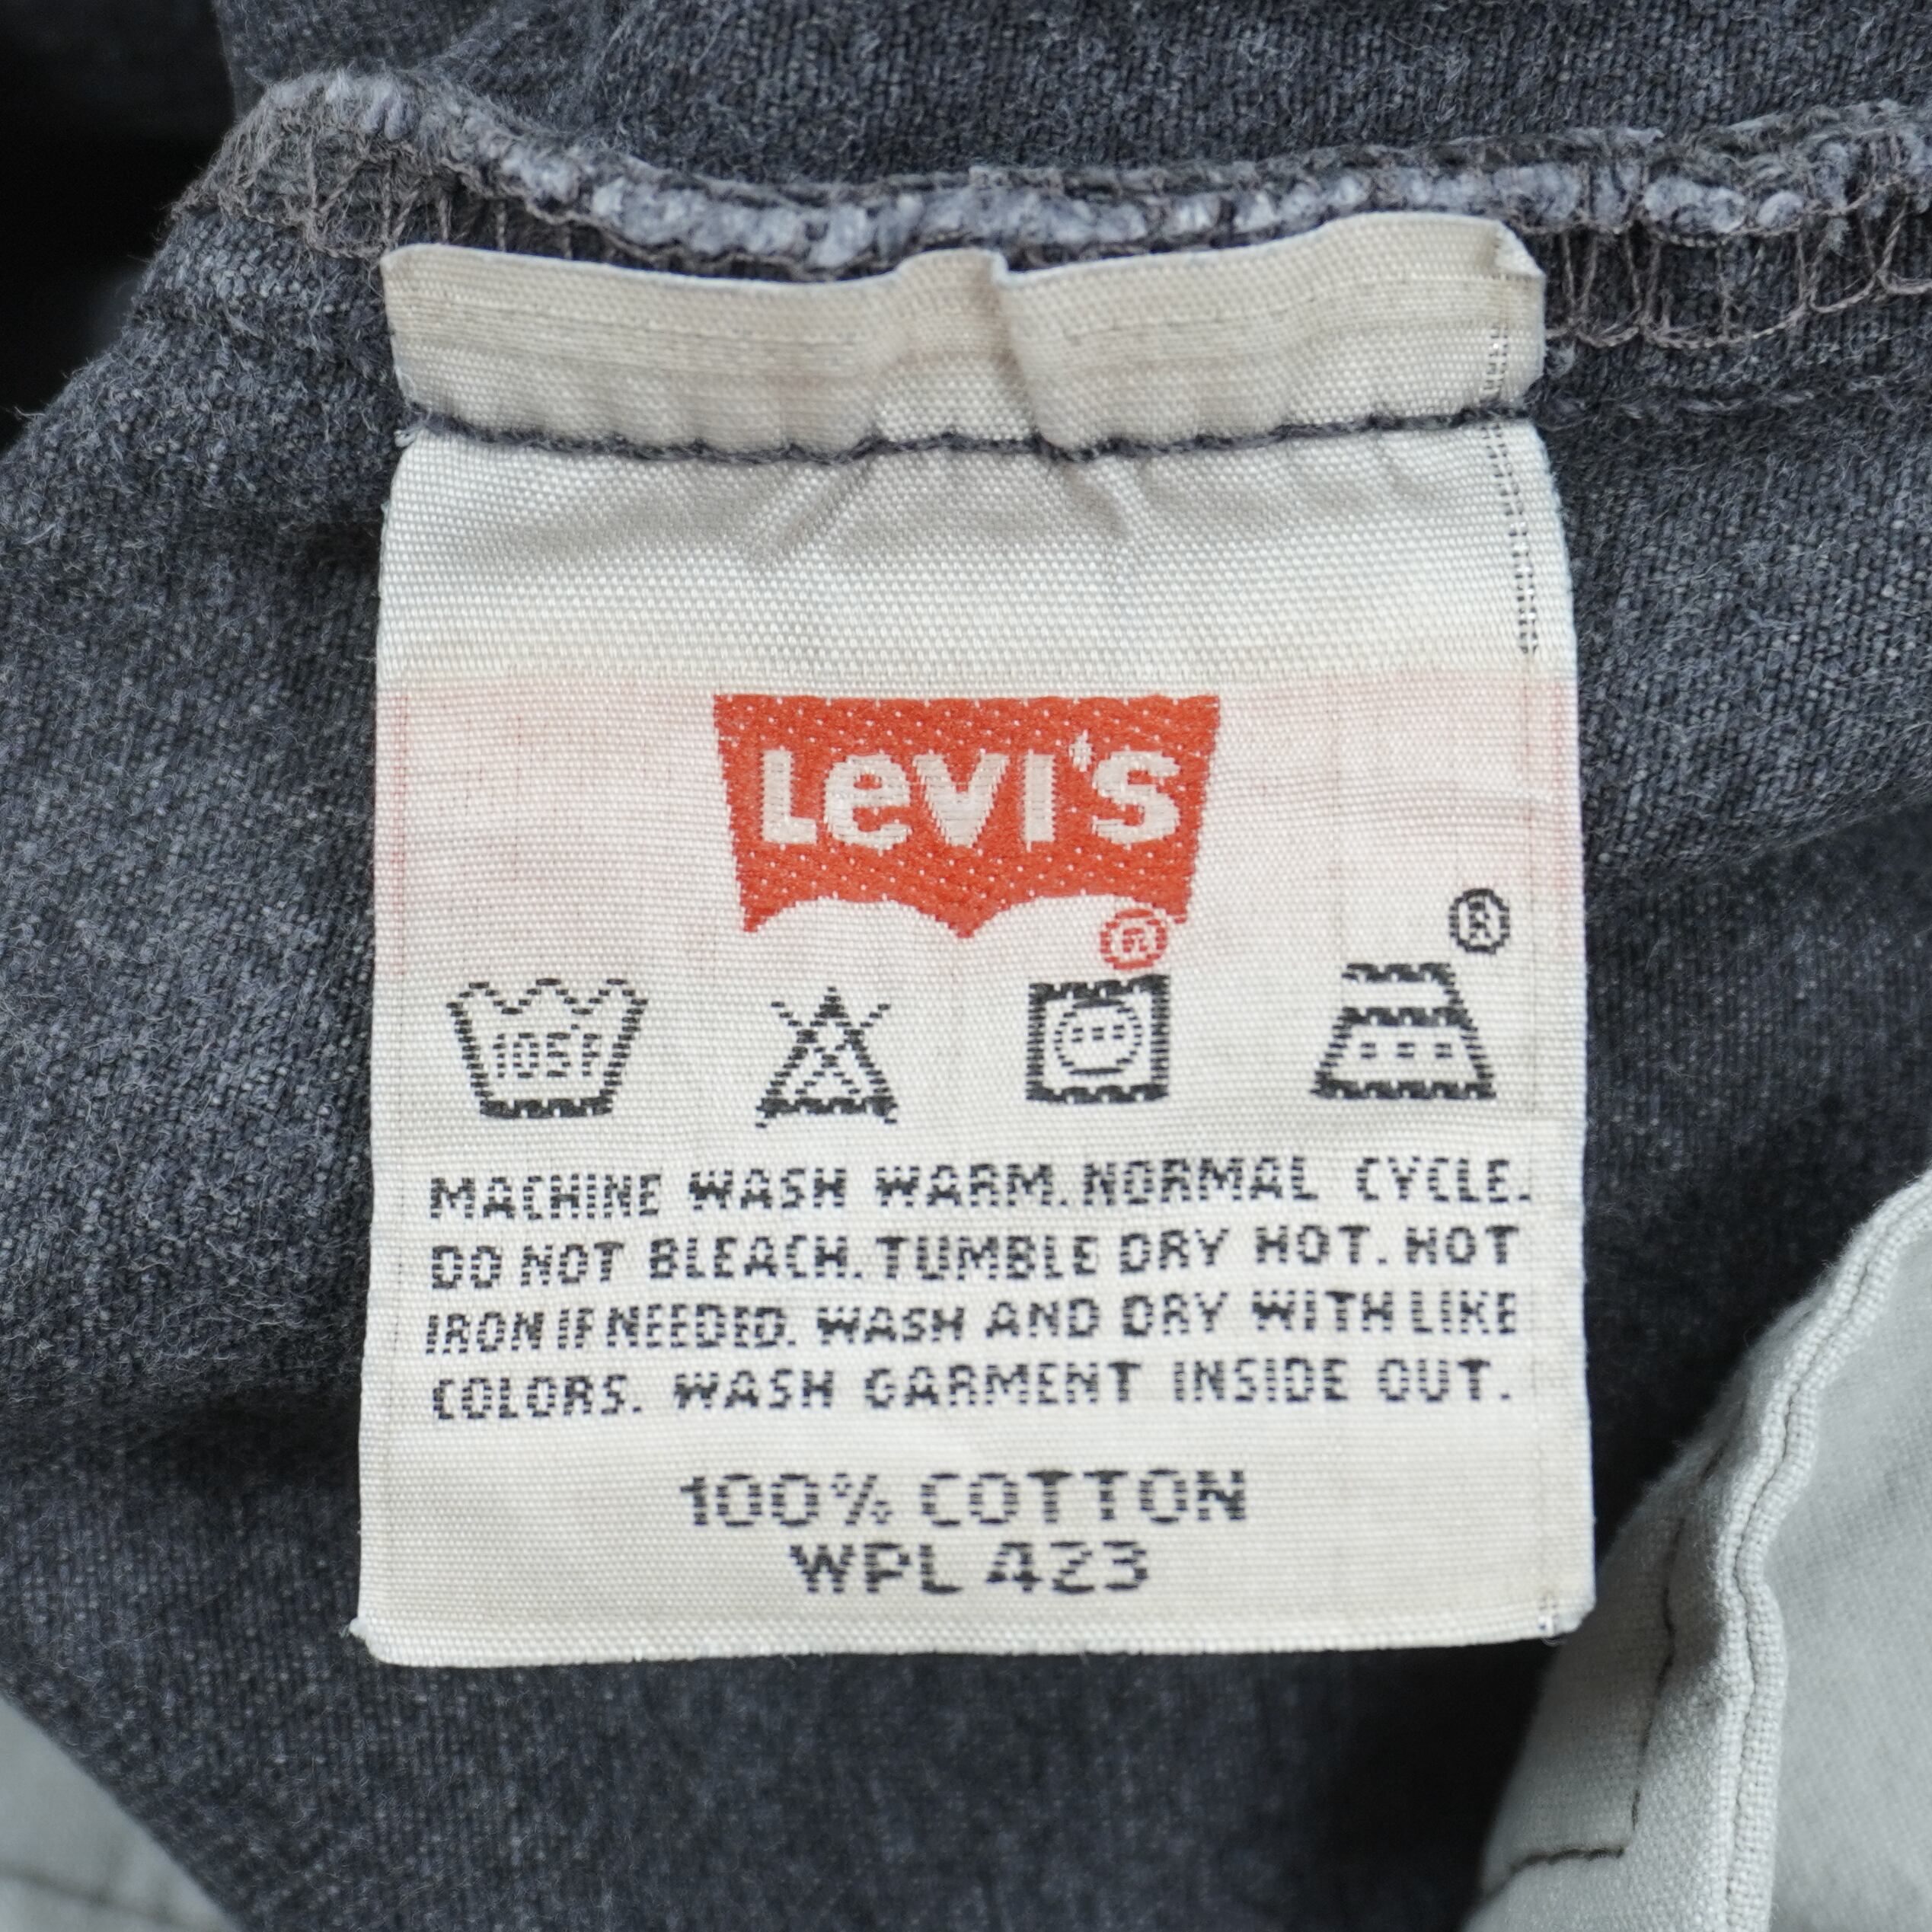 LEVI'S
®
®
105°F
MACHINE WASH WARM. NORMAL CYCLE.
DO NOT BLEACH. TUMBLE DRY HOT. HOT
IRON IF NEEDED. WASH AND DRY WITH LIKE
COLORS. WASH GARMENT INSIDE OUT.
100% COTTON
WPL 423